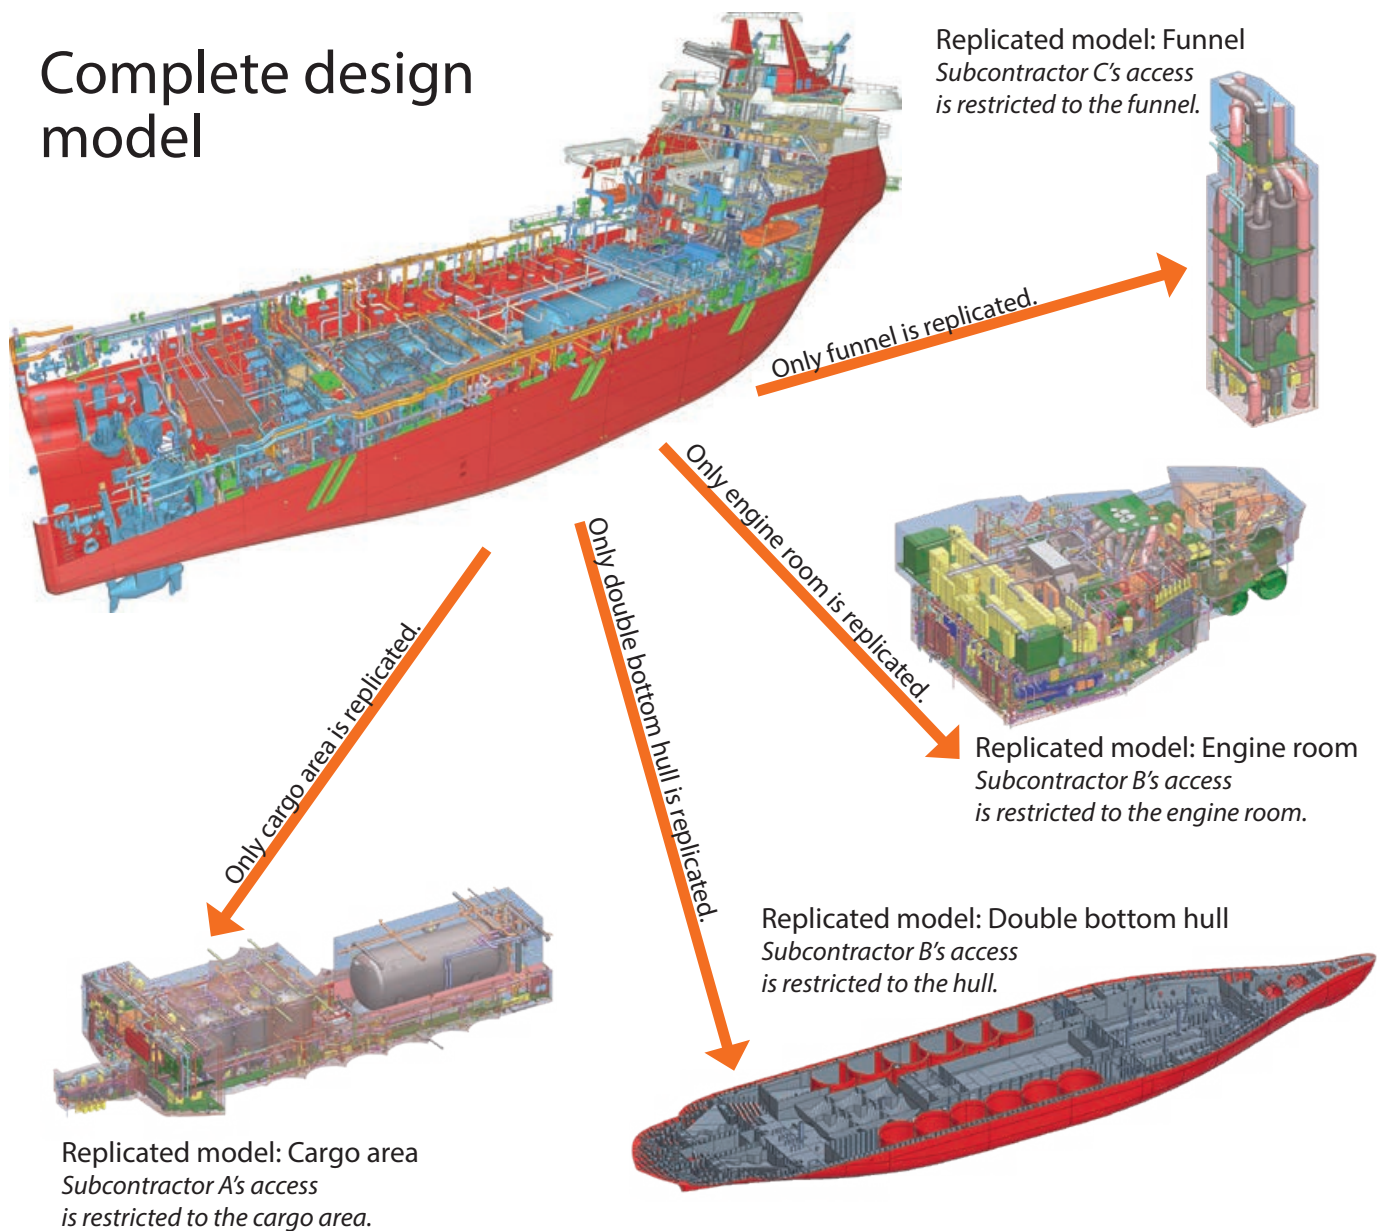 Complete design
model
Replicated model: Funnel
Subcontractor C's access
is restricted to the funnel.
Only funnel is replicated.
Only engine room is replicated.
Only double bottom hull is replicated.
Only cargo area is replicated.
Replicated model: Engine room
Subcontractor B's access
is restricted to the engine room.
Replicated model: Double bottom hull
Subcontractor B's access
is restricted to the hull.
Replicated model: Cargo area
Subcontractor A's access
is restricted to the cargo area.